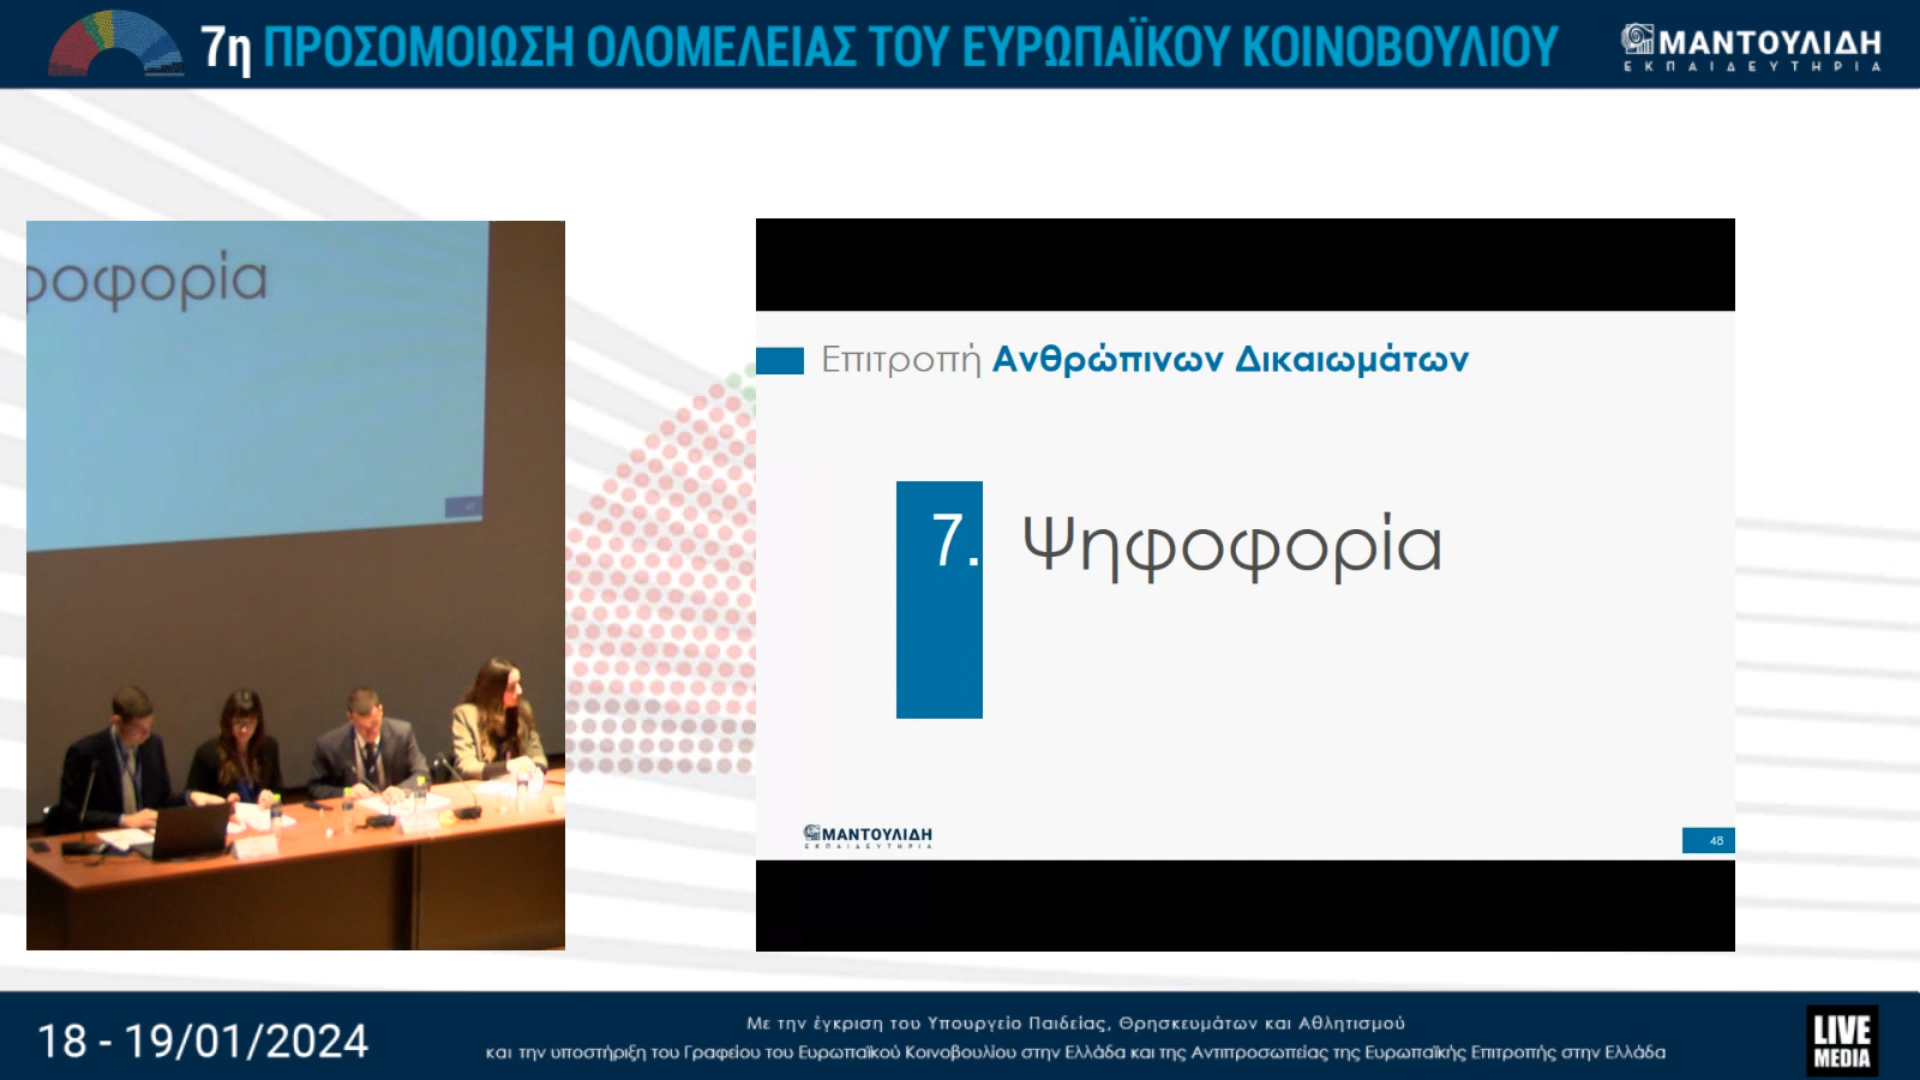 7η ΠΡΟΣΟΜΟΙΩΣΗ ΟΛΟΜΕΛΕΙΑΣ ΤΟΥ ΕΥΡΩΠΑΪΚΟΥ ΚΟΙΝΟΒΟΥΛΙΟΥ
ΜΑΝΤΟΥΛΙΔΗ
ΕΚΠΑΙΔΕΥΤΗΡΙΑ
ροφορία
Επιτροπή Ανθρώπινων Δικαιωμάτων
7. Ψηφοφορία
ΜΑΝΤΟΥΛΙΔΗ
ΕΚΠΑΙΔΕΥΤΗΡΙΑ
48
18 - 19/01/2024
Με την έγκριση του Υπουργείο Παιδείας, Θρησκευμάτων και Αθλητισμού
και την υποστήριξη του Γραφείου του Ευρωπαϊκού Κοινοβουλίου στην Ελλάδα και της Αντιπροσωπείας της Ευρωπαϊκής Επιτροπής στην Ελλάδα
LIVE
MEDIA